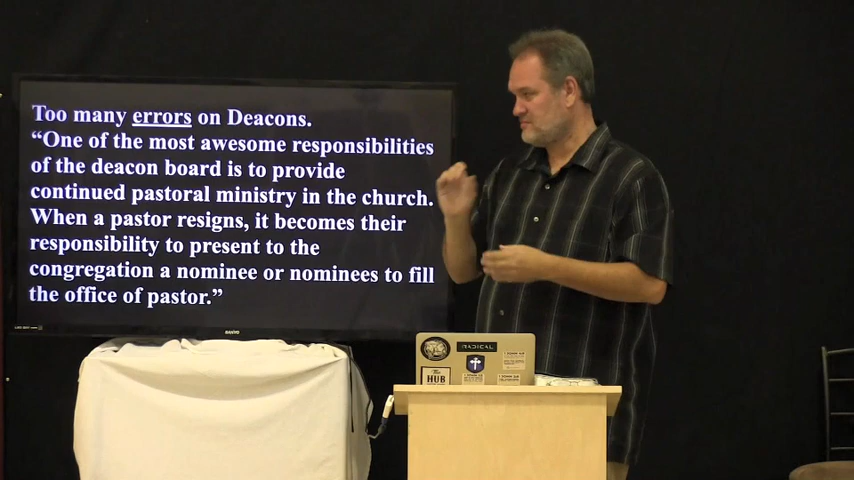 Too many errors on Deacons.
“One of the most awesome responsibilities
of the deacon board is to provide
continued pastoral ministry in the church.
When a pastor resigns, it becomes their
responsibility to present to the
congregation a nominee or nominees to fill
the office of pastor.”
SANYO
RADICAL
HUB